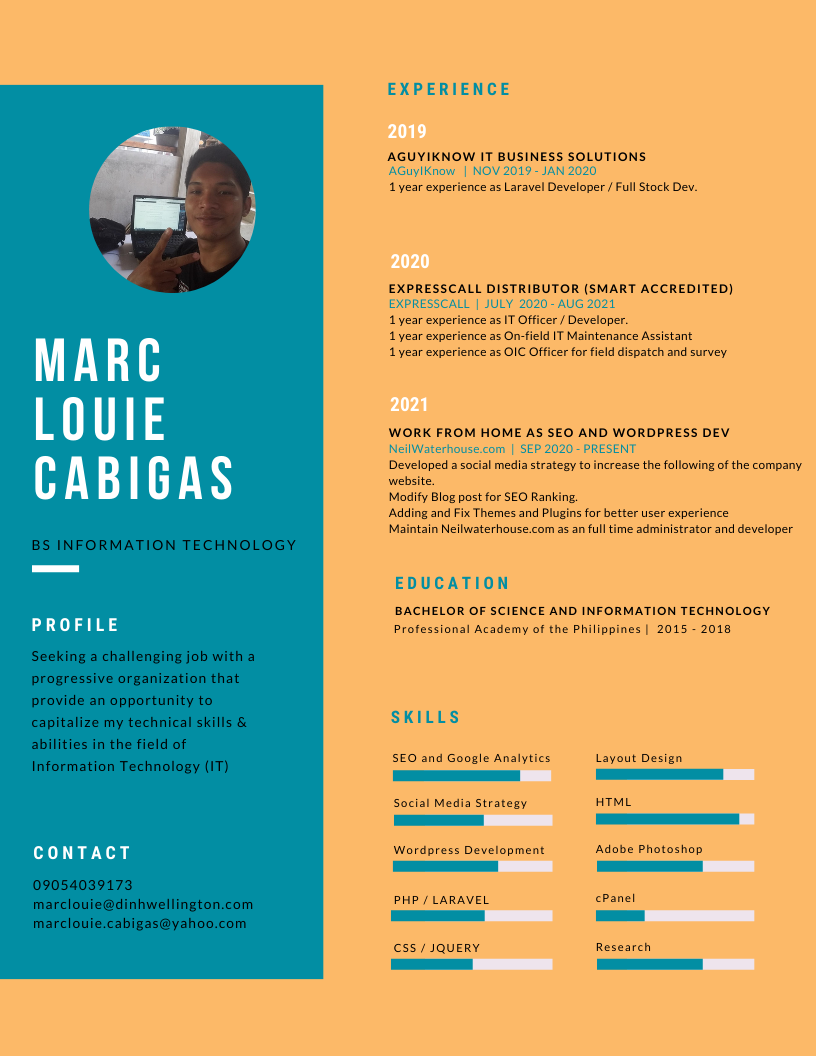 MARC
LOUIE
CABIGAS
BS INFORMATION TECHNOLOGY
PROFILE
Seeking a challenging job with a
progressive organization that
provide an opportunity to
capitalize my technical skills &
abilities in the field of
Information Technology (IT)
CONTACT
09054039173
marclouie@dinhwellington.com
marclouie.cabigas@yahoo.com
EXPERIENCE
2019
AGUYIKNOW IT BUSINESS SOLUTIONS
AGuyIKnow | NOV 2019 - JAN 2020
1 year experience as Laravel Developer / Full Stock Dev.
2020
EXPRESSCALL DISTRIBUTOR (SMART ACCREDITED)
EXPRESSCALL | JULY 2020 - AUG 2021
1 year experience as IT Officer / Developer.
1 year experience as On-field IT Maintenance Assistant
1 year experience as OIC Officer for field dispatch and survey
2021
WORK FROM HOME AS SEO AND WORDPRESS DEV
NeilWaterhouse.com | SEP 2020 - PRESENT
Developed a social media strategy to increase the following of the company
website.
Modify Blog post for SEO Ranking.
Adding and Fix Themes and Plugins for better user experience
Maintain Neilwaterhouse.com as an full time administrator and developer
EDUCATION
BACHELOR OF SCIENCE AND INFORMATION TECHNOLOGY
Professional Academy of the Philippines | 2015 - 2018
SKILLS
SEO and Google Analytics
Social Media Strategy
Wordpress Development
PHP / LARAVEL
CSS / JQUERY
Layout Design
HTML
Adobe Photoshop
cPanel
Research